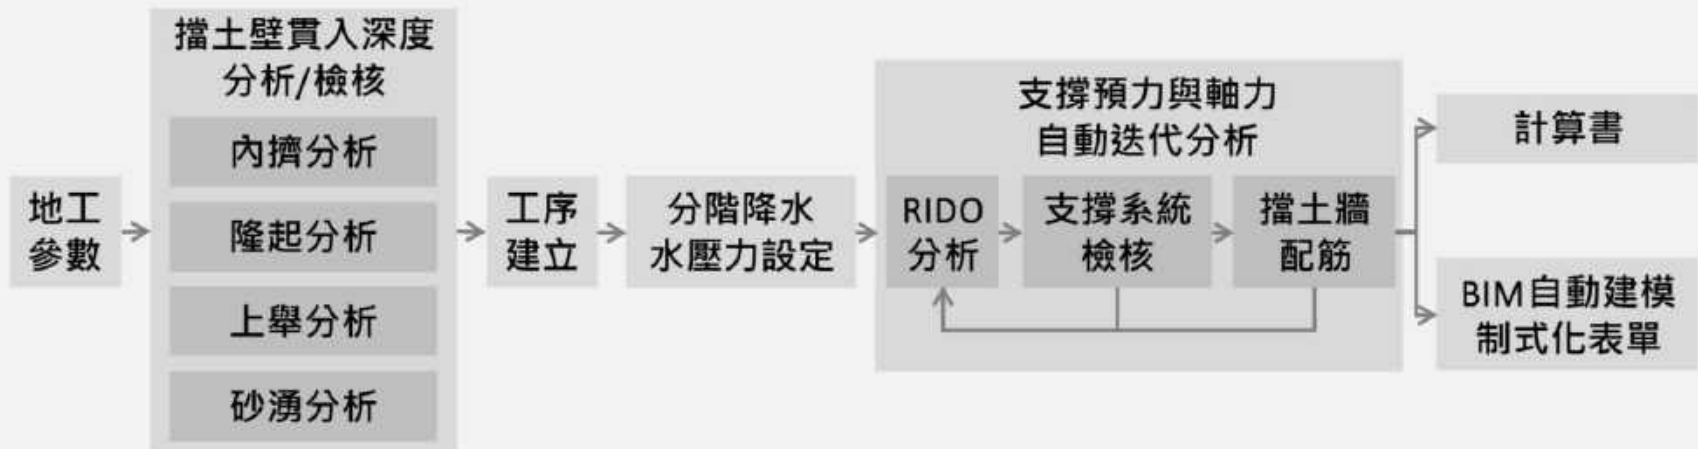 地工
參數
擋土壁貫入深度
分析/檢核
內擠分析
隆起分析
上舉分析
砂湧分析
工序
建立
分階降水
水壓力設定
支撐預力與軸力
自動迭代分析
RIDO
分析
支撐系統
檢核
擋土牆
配筋
計算書
BIM自動建模
制式化表單